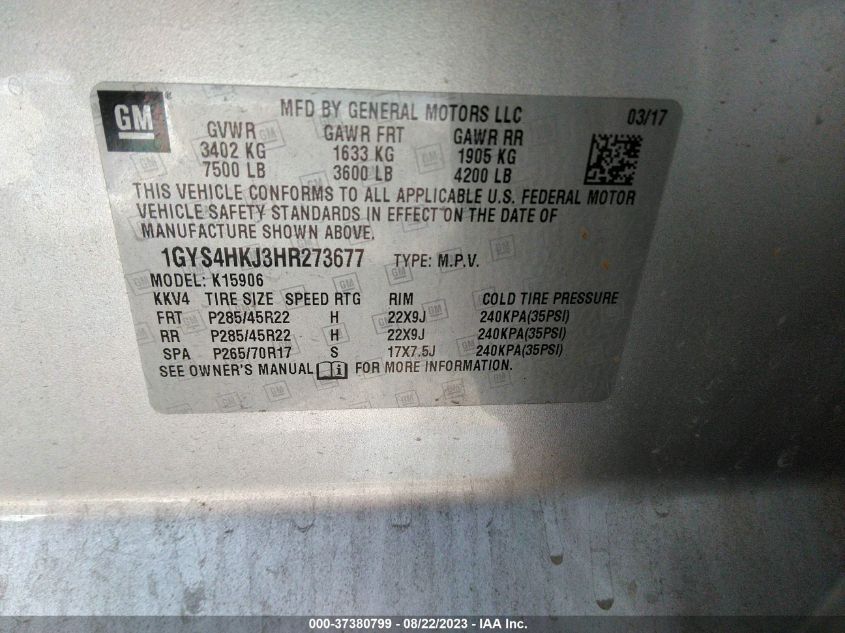 GM ® MFD BY GENERAL MOTORS LLC 03/17
GVWR GAWR FRT GAWR RR
3402 KG 1633 KG 1905 KG
7500 LB 3600 LB 4200 LB
THIS VEHICLE CONFORMS TO ALL APPLICABLE U.S. FEDERAL MOTOR
VEHICLE SAFETY STANDARDS IN EFFECT ON THE DATE OF
MANUFACTURE SHOWN ABOVE.
1GYS4HKJ3HR273677 TYPE: M.P.V.
MODEL: K15906
KKV4 TIRE SIZE SPEED RTG RIM COLD TIRE PRESSURE
FRT P285/45R22 H 22X9J 240KPA(35PSI)
RR P285/45R22 H 22X9J 240KPA(35PSI)
SPA P265/70R17 S 17X7.5J 240KPA(35PSI)
SEE OWNER'S MANUAL i FOR MORE INFORMATION.
000-37380799 - 08/22/2023 - IAA Inc.